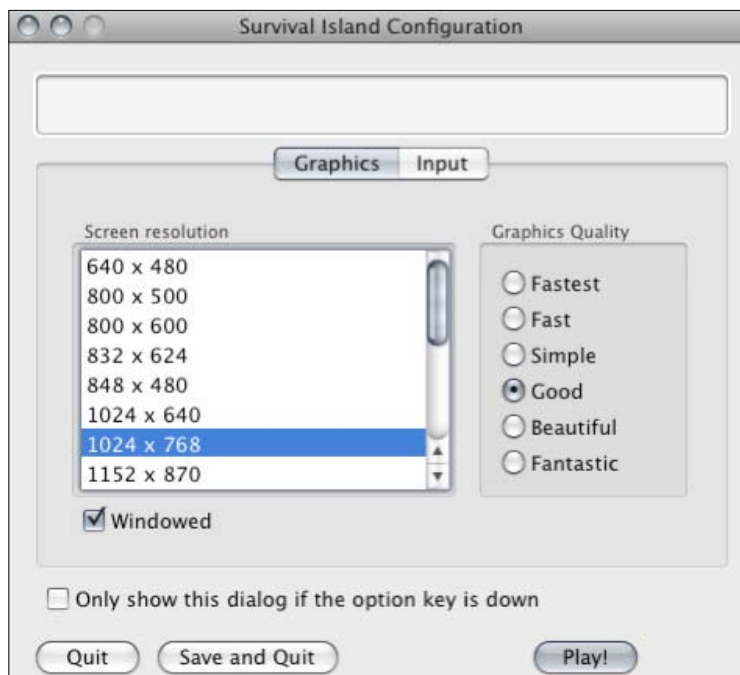 Survival Island Configuration
Graphics
Input
Screen resolution
640 x 480
800 x 500
800 x 600
832 x 624
848 x 480
1024 x 640
1024 x 768
1152 x 870
Windowed
Graphics Quality
Fastest
Fast
Simple
Good
Beautiful
Fantastic
Only show this dialog if the option key is down
Quit
Save and Quit
Play!